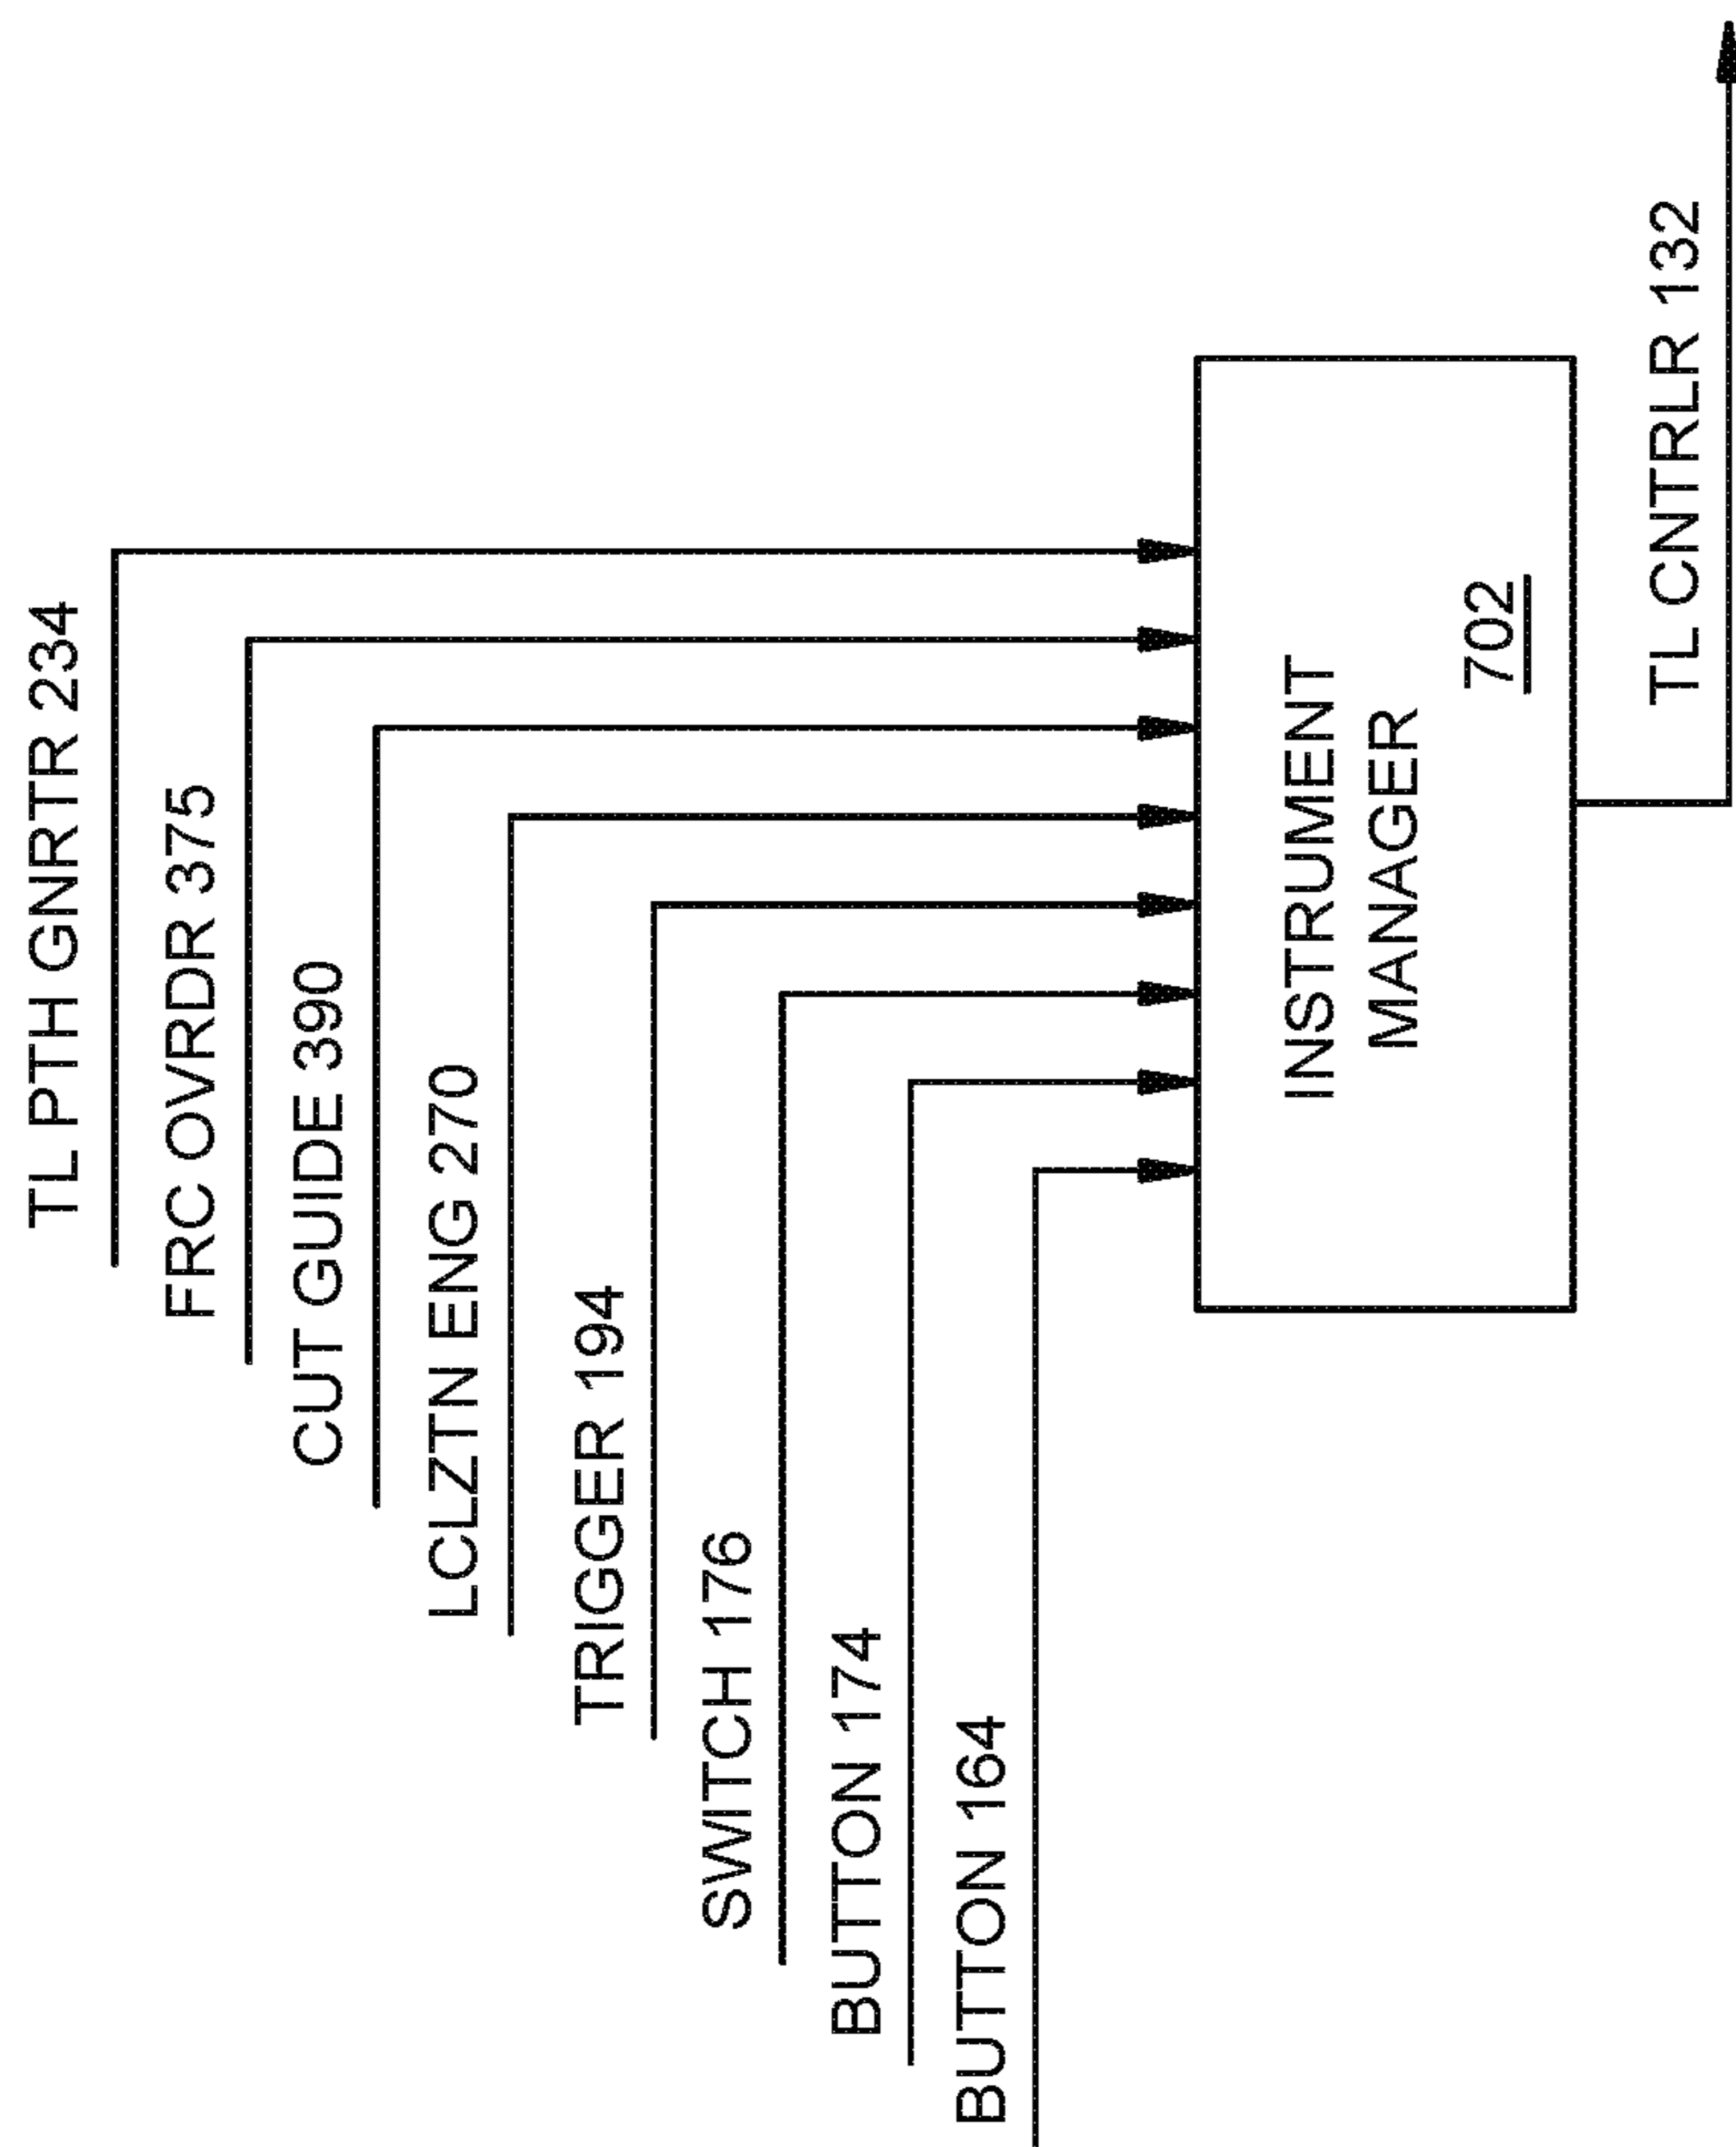 TL PTH GNRTR 234
FRC OVRDR 375
CUT GUIDE 390
LCLZTN ENG 270
TRIGGER 194
SWITCH 176
BUTTON 174
BUTTON 164
INSTRUMENT
MANAGER
702
TL CNTRLR 132